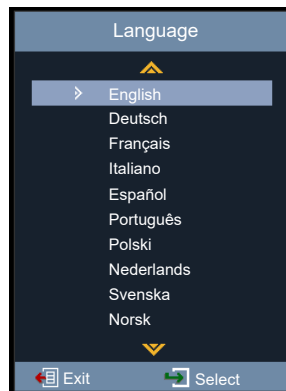 Language
English
Deutsch
Français
Italiano
Español
Português
Polski
Nederlands
Svenska
Norsk
Exit Select